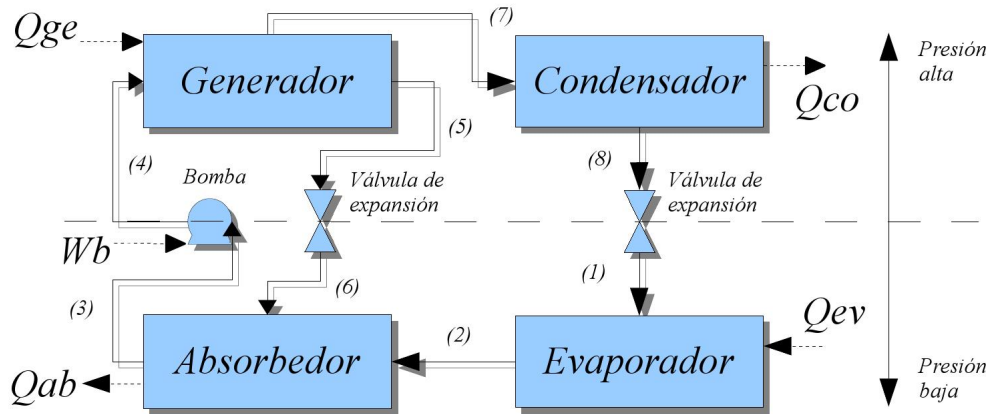 Qge
(7)
Presión
alta
Generador
Condensador
Qco
(5)
(4)
(8)
Bomba
Válvula de
expansión
Válvula de
expansión
Wb
(3)
(6)
(1)
Qev
(2)
Absorbedor
Evaporador
Qab
Presión
baja